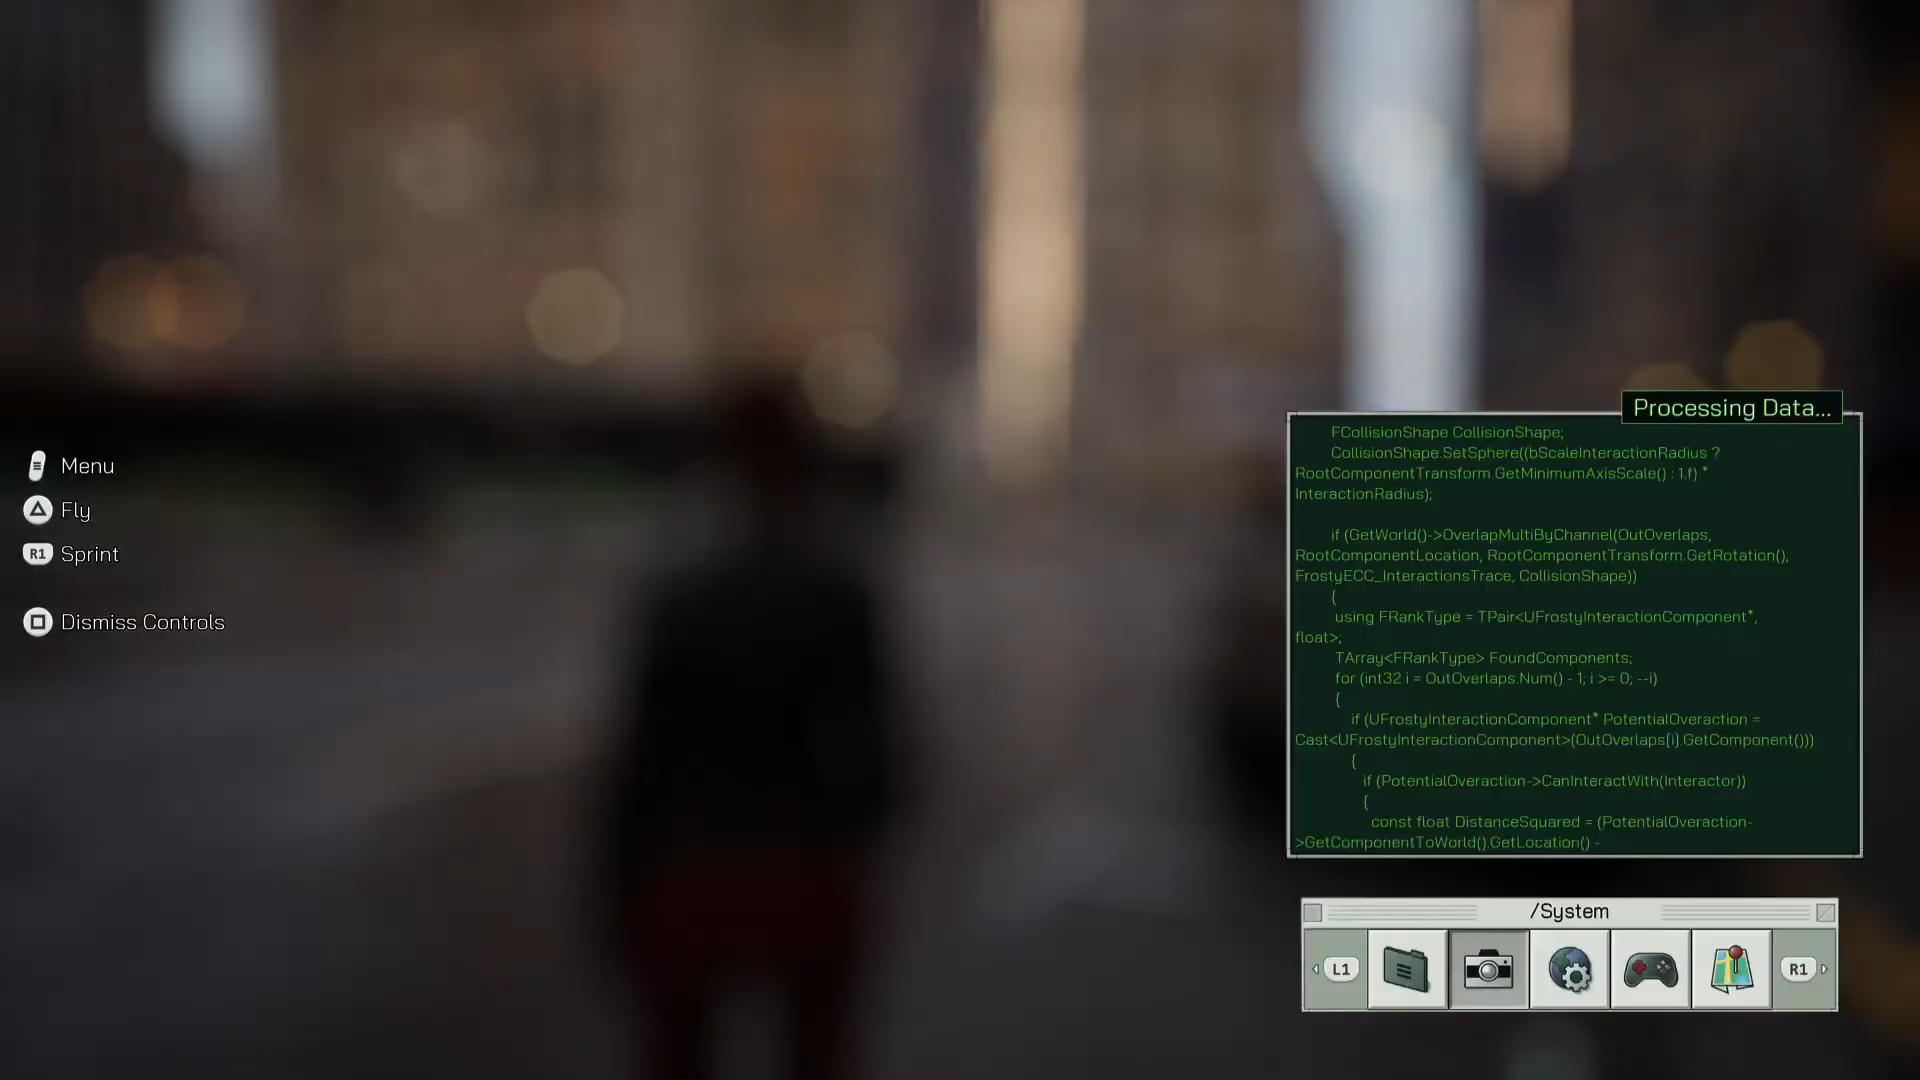 Menu
Fly
R1 Sprint
Dismiss Controls
Processing Data...
FCollisionShape CollisionShape;
CollisionShape.SetSphere((bScaleInteractionRadius ?
RootComponentTransform.GetMinimumAxisScale() : 1.f) *
InteractionRadius);
if (GetWorld()->OverlapMultiByChannel(OutOverlaps,
RootComponentLocation, RootComponentTransform.GetRotation(),
FrostyECC_InteractionsTrace, CollisionShape))
{
using FRankType = TPair<UFrostyInteractionComponent*,
float>;
TArray<FRankType> FoundComponents;
for (int32 i = OutOverlaps.Num() - 1; i >= 0; --i)
{
if (UFrostyInteractionComponent* PotentialOveraction =
Cast<UFrostyInteractionComponent>(OutOverlaps[i].GetComponent()))
{
if (PotentialOveraction->CanInteractWith(Interactor))
{
const float DistanceSquared = (PotentialOveraction-
>GetComponentToWorld().GetLocation() -
/System
L1 R1